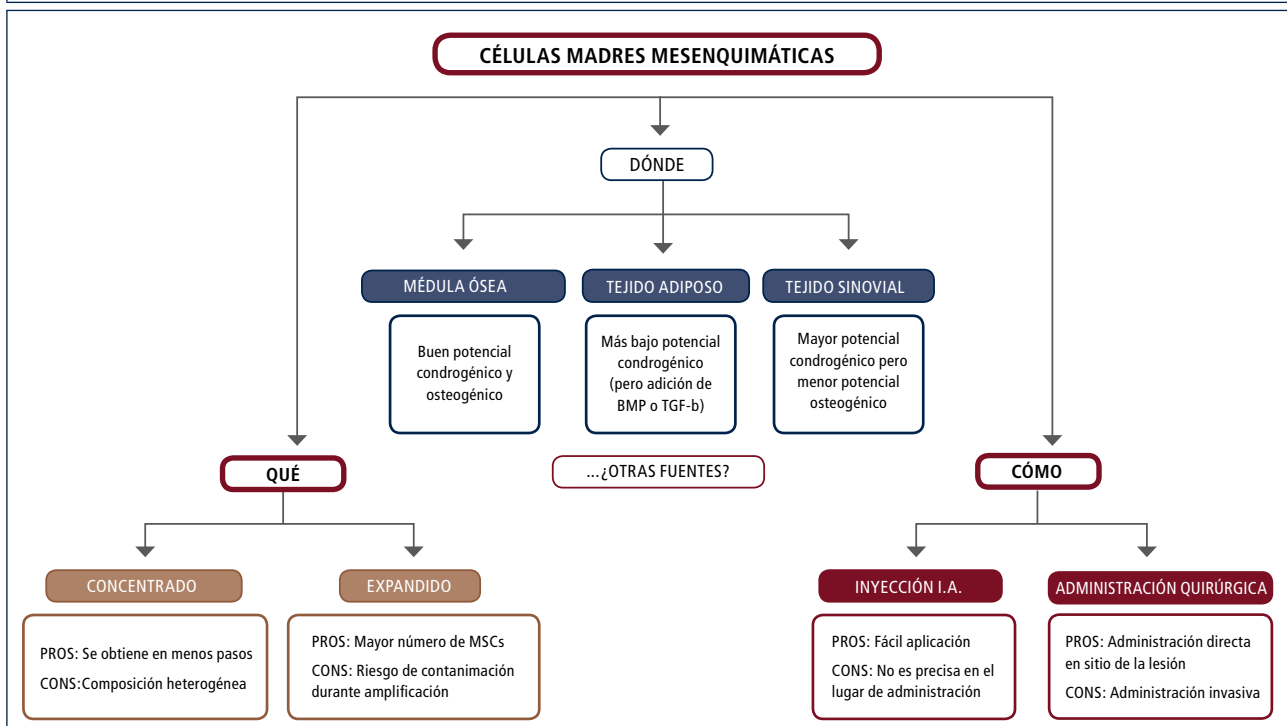 CÉLULAS MADRES MESENQUIMÁTICAS
DÓNDE
MÉDULA ÓSEA
Buen potencial
condrogénico y
osteogénico
TEJIDO ADIPOSO
Más bajo potencial
condrogénico
(pero adición de
BMP o TGF-b)
TEJIDO SINOVIAL
Mayor potencial
condrogénico pero
menor potencial
osteogénico
...¿OTRAS FUENTES?
QUÉ
CONCENTRADO
PROS: Se obtiene en menos pasos
CONS:Composición heterogénea
EXPANDIDO
PROS: Mayor número de MSCs
CONS: Riesgo de contanimación
durante amplificación
CÓMO
INYECCIÓN I.A.
PROS: Fácil aplicación
CONS: No es precisa en el
lugar de administración
ADMINISTRACIÓN QUIRÚRGICA
PROS: Administración directa
en sitio de la lesión
CONS: Administración invasiva